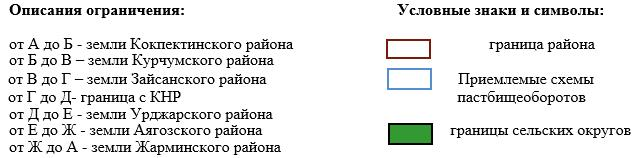 Описания ограничения:
от А до Б - земли Кокпектинского района
от Б до В – земли Курчумского района
от В до Г – земли Зайсанского района
от Г до Д- граница с КНР
от Д до Е - земли Урджарского района
от Е до Ж - земли Аягозского района
от Ж до А - земли Жарминского района
Условные знаки и символы:
граница района
Приемлемые схемы
пастбищеоборотов
границы сельских округов